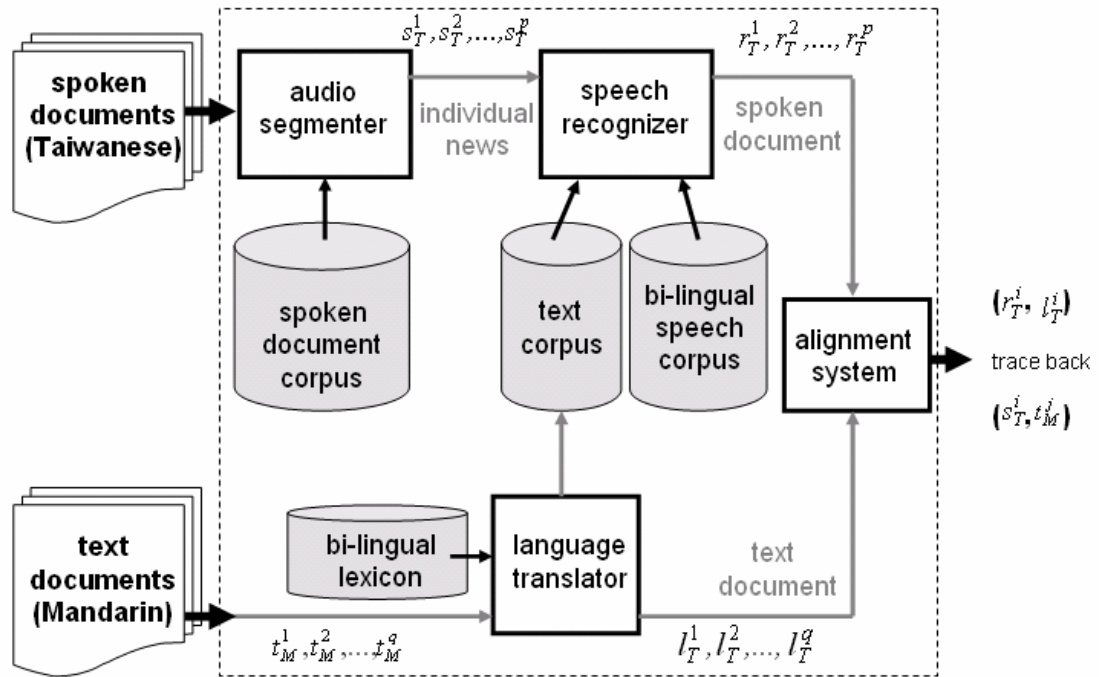 spoken
documents
(Taiwanese)
audio
segmenter
s_T^1, s_T^2, ..., s_T^p
individual
news
speech
recognizer
r_T^1, r_T^2, ..., r_T^p
spoken
document
spoken
document
corpus
text
corpus
bi-lingual
speech
corpus
alignment
system
(r_T^i, l_T^i)
trace back
(s_T^i, t_M^j)
text
documents
(Mandarin)
bi-lingual
lexicon
language
translator
text
document
t_M^1, t_M^2, ..., t_M^q
l_T^1, l_T^2, ..., l_T^q